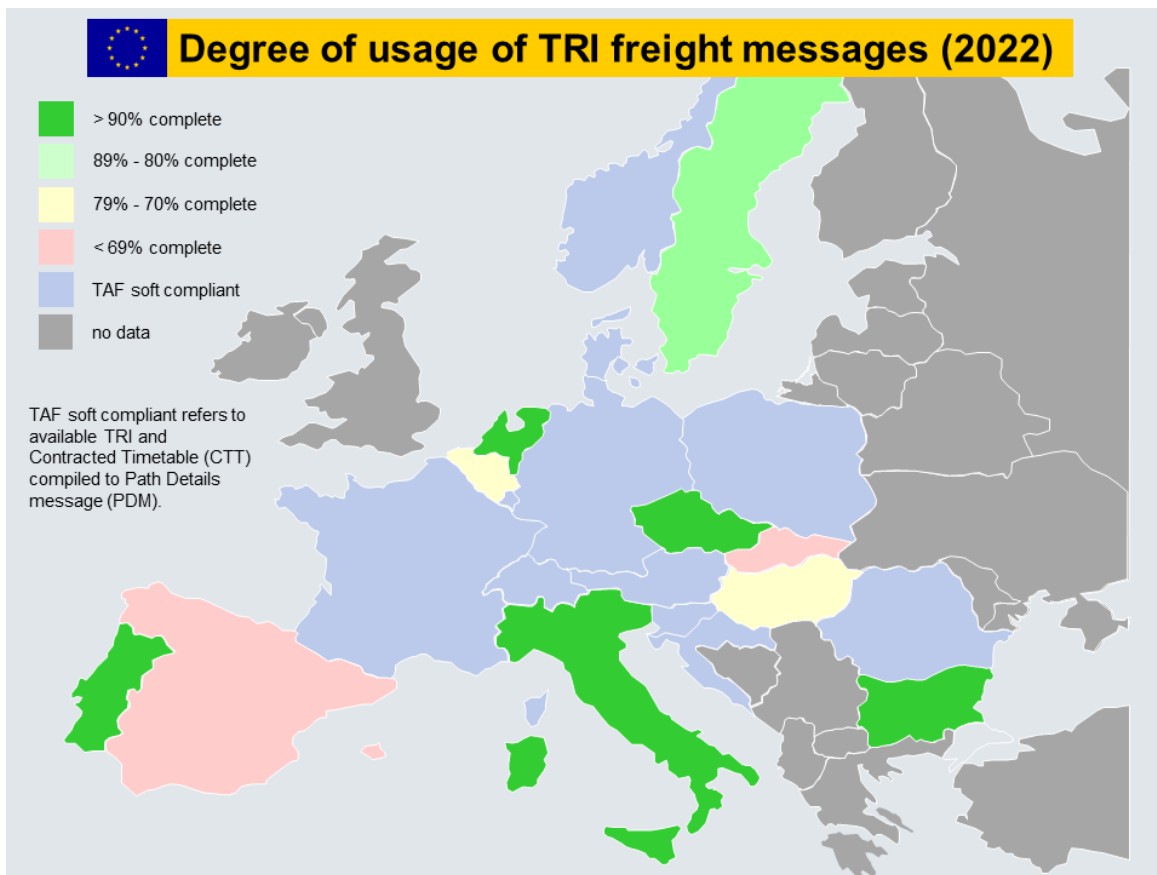 Degree of usage of TRI freight messages (2022)
> 90% complete
89% - 80% complete
79% - 70% complete
< 69% complete
TAF soft compliant
no data
TAF soft compliant refers to
available TRI and
Contracted Timetable (CTT)
compiled to Path Details
message (PDM).